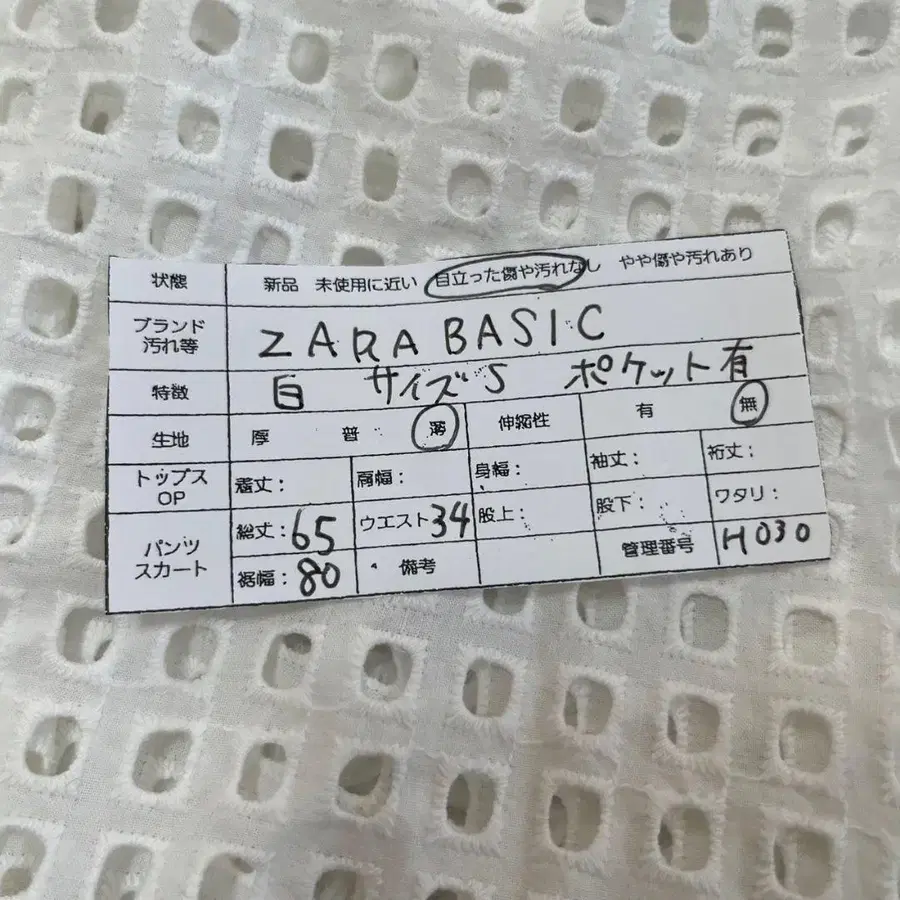 状態 新品 未使用に近い 目立った傷や汚れなし やや傷や汚れあり
ブランド 汚れ等 ZARA BASIC
特徴 白 サイズS ポケット有
生地 厚 普 薄 伸縮性 有 無
トップス OP 着丈: 肩幅: 身幅: 袖丈: 裄丈:
パンツ スカート 総丈:65 ウエスト34 股上: 股下: ワタリ:
裾幅:80 備考 管理番号 H030